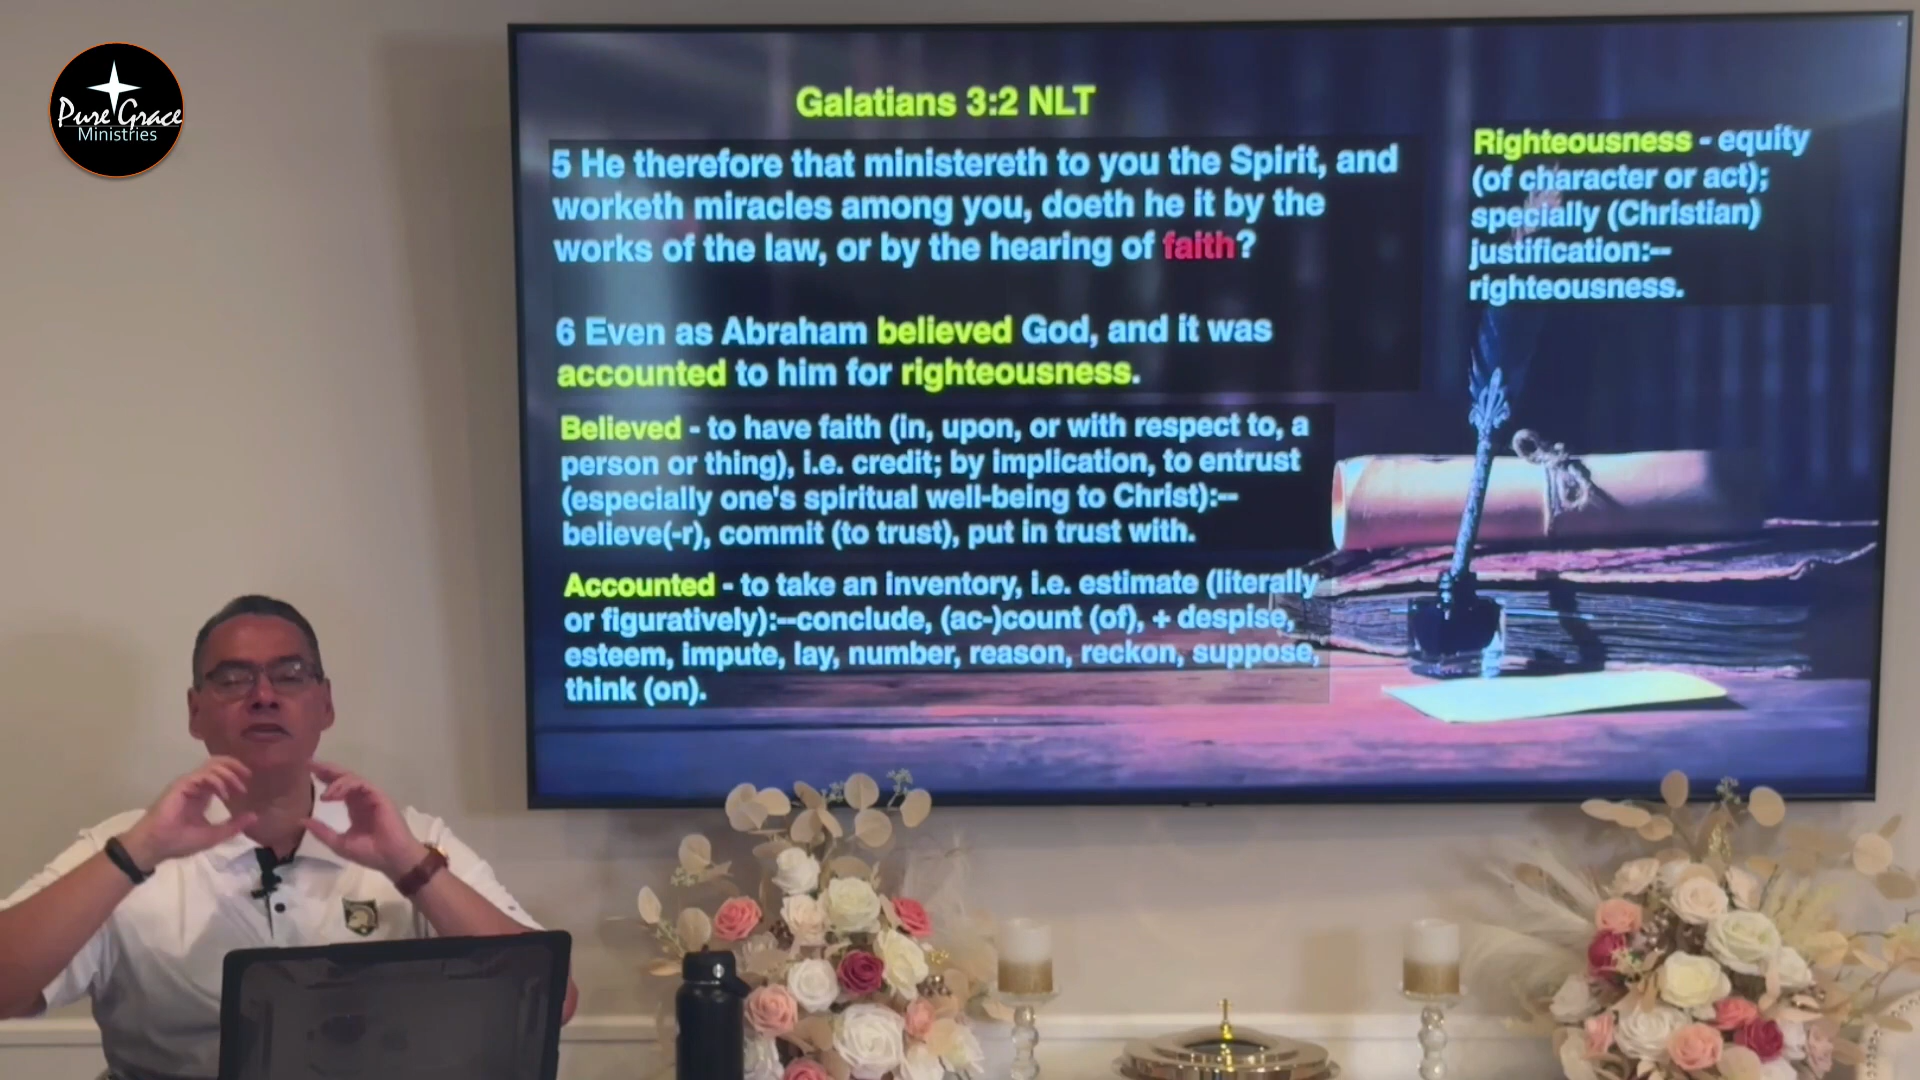 Pure Grace
Ministries
Galatians 3:2 NLT
5 He therefore that ministereth to you the Spirit, and
worketh miracles among you, doeth he it by the
works of the law, or by the hearing of faith?
6 Even as Abraham believed God, and it was
accounted to him for righteousness.
Believed - to have faith (in, upon, or with respect to, a
person or thing), i.e. credit; by implication, to entrust
(especially one's spiritual well-being to Christ):--
believe(-r), commit (to trust), put in trust with.
Accounted - to take an inventory, i.e. estimate (literally
or figuratively):--conclude, (ac-)count (of), + despise,
esteem, impute, lay, number, reason, reckon, suppose,
think (on).
Righteousness - equity
(of character or act);
specially (Christian)
justification:--
righteousness.